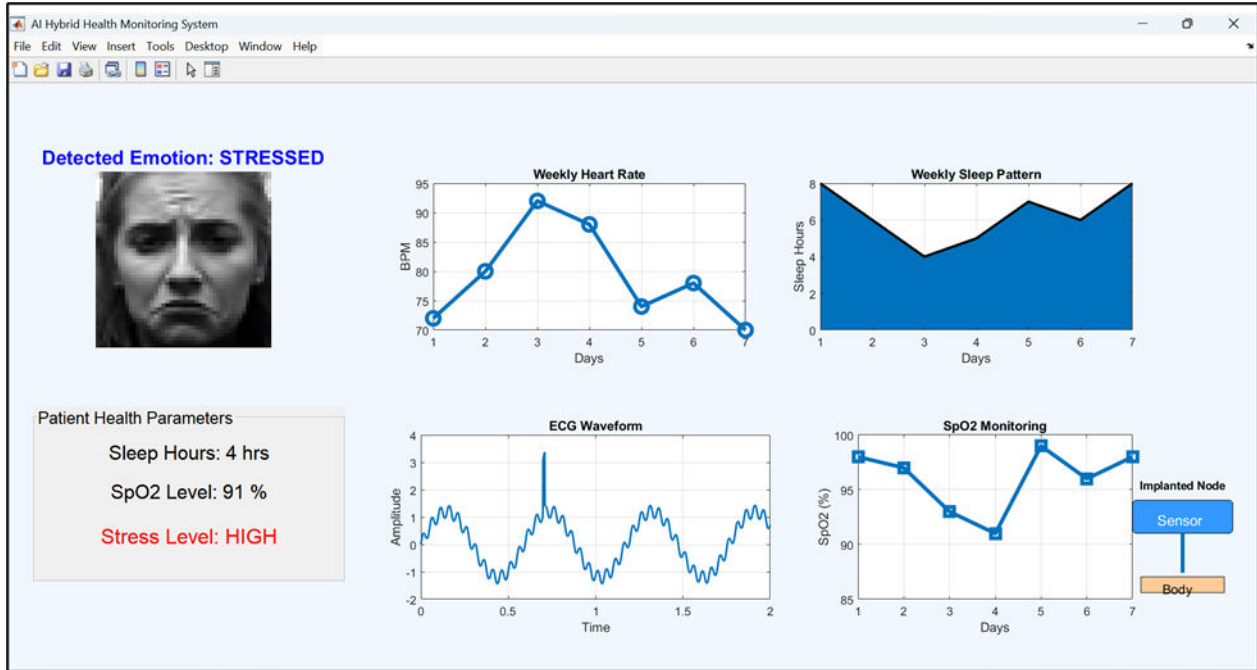 AI Hybrid Health Monitoring System
File Edit View Insert Tools Desktop Window Help
Detected Emotion: STRESSED
Weekly Heart Rate
95
90
85
80
75
70
BPM
1 2 3 4 5 6 7
Days
Weekly Sleep Pattern
8
6
4
2
0
Sleep Hours
1 2 3 4 5 6 7
Days
Patient Health Parameters
Sleep Hours: 4 hrs
SpO2 Level: 91 %
Stress Level: HIGH
ECG Waveform
4
3
2
1
0
-1
-2
Amplitude
0 0.5 1 1.5 2
Time
SpO2 Monitoring
100
95
90
85
SpO2 (%)
1 2 3 4 5 6 7
Days
Implanted Node
Sensor
Body